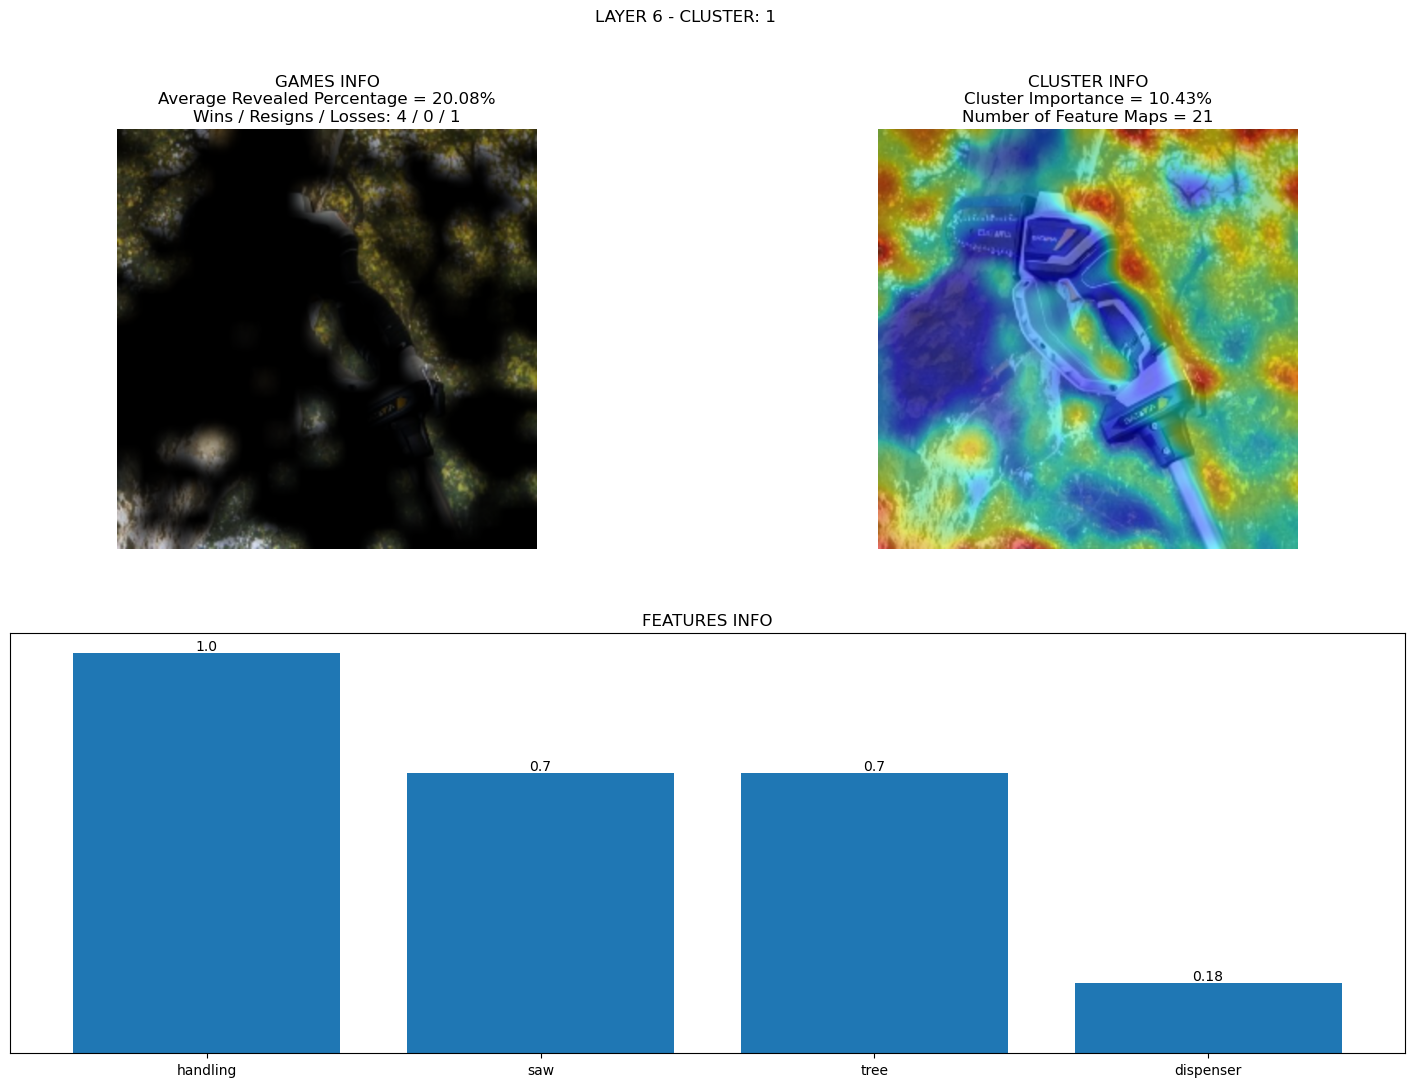 LAYER 6 - CLUSTER: 1
GAMES INFO
Average Revealed Percentage = 20.08%
Wins / Resigns / Losses: 4 / 0 / 1
CLUSTER INFO
Cluster Importance = 10.43%
Number of Feature Maps = 21
FEATURES INFO
1.0
0.7
0.7
0.18
handling
saw
tree
dispenser